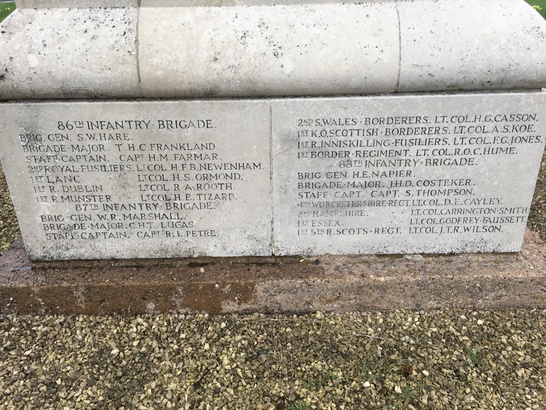 86TH INFANTRY · BRIGADE.
BRIG. GEN. S.W. HARE.
BRIGADE·MAJOR. T·H·C FRANKLAND
STAFF·CAPTAIN. CAPT H.M. FARMAR.
2ND ROYAL FUSILIERS LT·COL H·F·B.NEWENHAM.
1ST LANC. LT·COL. H·S. ORMOND.
1ST R. DUBLIN LT·COL R·A.ROOTH.
1ST R·MUNSTER LT·COL. H.E. TIZARD.
87TH INFANTRY · BRIGADE.
BRIG·GEN. W·R· MARSHALL.
BRIGADE·MAJOR. C·H·T. LUCAS
STAFF·CAPTAIN. CAPT R·L PETRE.
2ND S.WALES · BORDERERS. LT. COL. H.G. CASSON.
1ST K.O. SCOTTISH · BORDERERS. LT. COL. A.S. KOE.
1ST R. INNISKILLING · FUSILIERS. LT. COL. F.G. JONES.
1ST BORDER·REGIMENT. LT. COL. R.O.C. HUME.
88TH INFANTRY · BRIGADE.
BRIG. GEN. H·E. NAPIER.
BRIGADE · MAJOR. J·H·D. COSTEKER.
STAFF · CAPT. CAPT. S. THOMPSON.
4TH WORCESTERSHIRE·REGT. LT·COL. D.E. CAYLEY.
2ND HAMPSHIRE. · LT·COL. CARRINGTON·SMITH
1ST ESSEX. · LT·COL. GODFREY·FAUSSETT.
1ST 5TH R. SCOTS·REGT. LT·COL. J.T.R. WILSON.